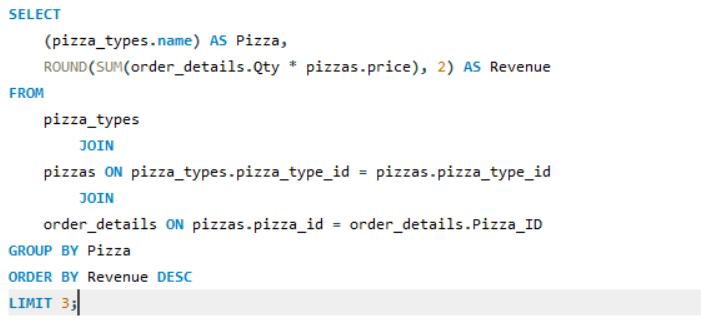 SELECT
(pizza_types.name) AS Pizza,
ROUND(SUM(order_details.Qty * pizzas.price), 2) AS Revenue
FROM
pizza_types
JOIN
pizzas ON pizza_types.pizza_type_id = pizzas.pizza_type_id
JOIN
order_details ON pizzas.pizza_id = order_details.Pizza_ID
GROUP BY Pizza
ORDER BY Revenue DESC
LIMIT 3;